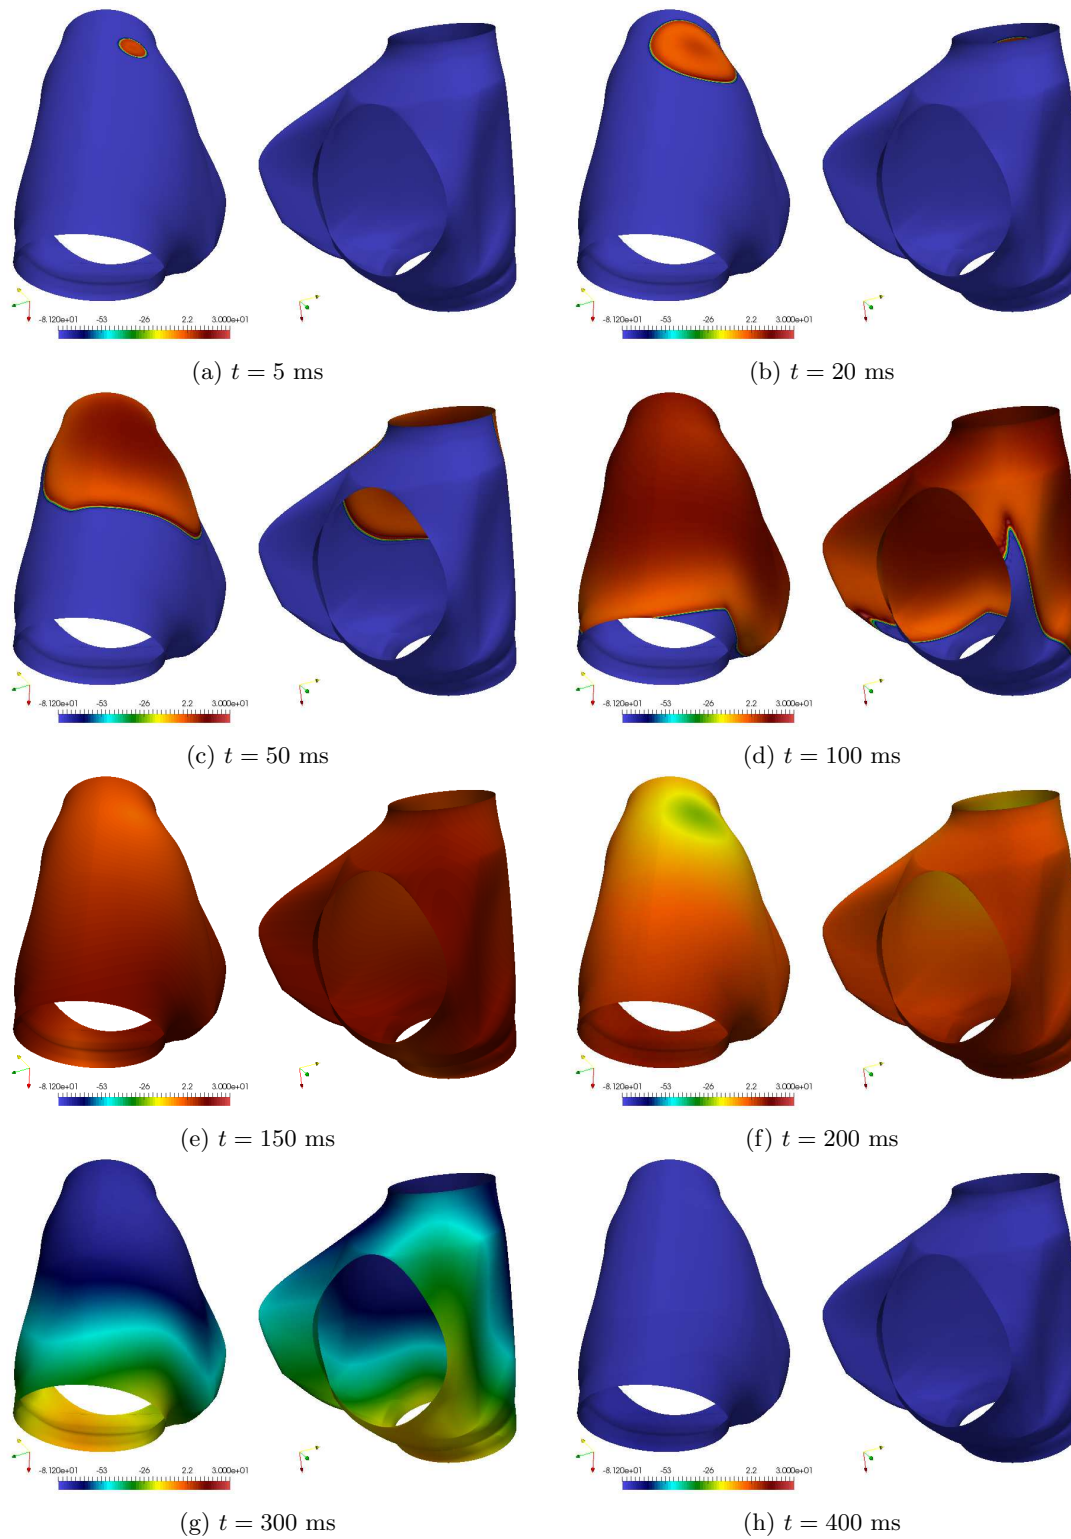 -8.120e+01 -53 -26 2.2 3.000e+01 -8.120e+01 -53 -26 2.2 3.000e+01
(a) t = 5 ms (b) t = 20 ms
-8.120e+01 -53 -26 2.2 3.000e+01 -8.120e+01 -53 -26 2.2 3.000e+01
(c) t = 50 ms (d) t = 100 ms
-8.120e+01 -53 -26 2.2 3.000e+01 -8.120e+01 -53 -26 2.2 3.000e+01
(e) t = 150 ms (f) t = 200 ms
-8.120e+01 -53 -26 2.2 3.000e+01 -8.120e+01 -53 -26 2.2 3.000e+01
(g) t = 300 ms (h) t = 400 ms